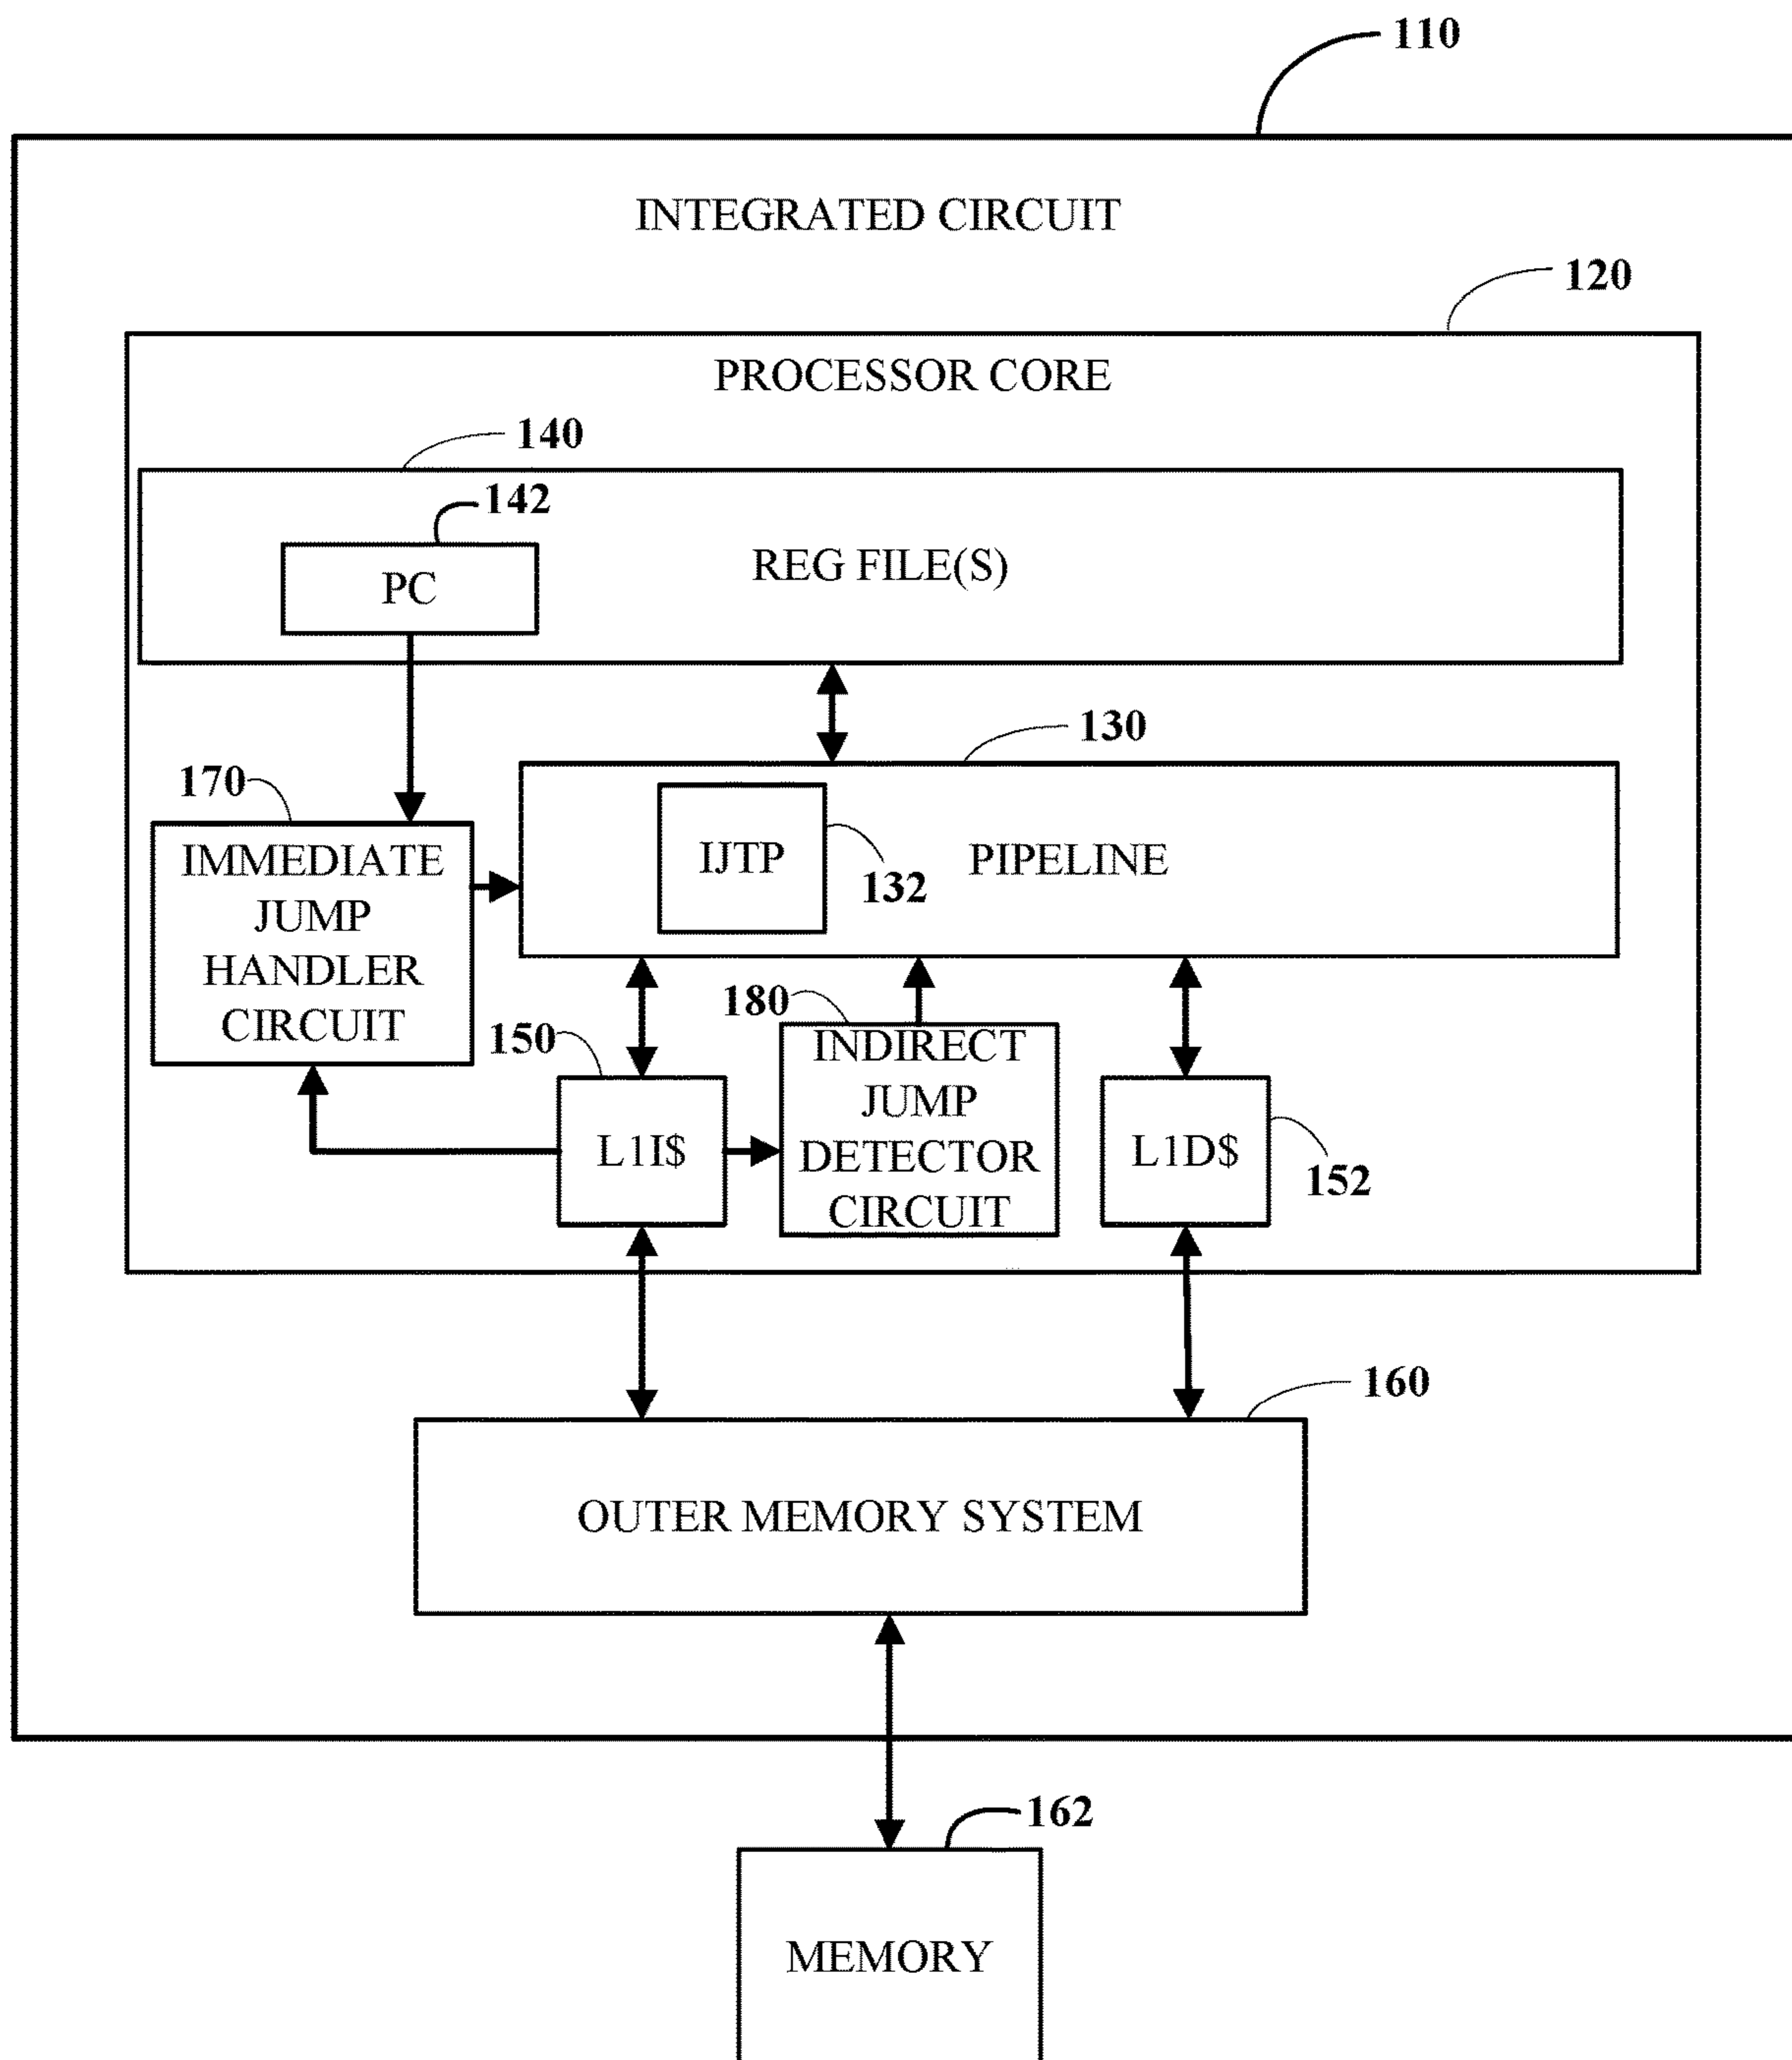 110
INTEGRATED CIRCUIT
120
PROCESSOR CORE
140
142
PC
REG FILE(S)
130
170
IMMEDIATE
JUMP
HANDLER
CIRCUIT
IJTP
132
PIPELINE
180
150
INDIRECT
JUMP
DETECTOR
CIRCUIT
L1I$
L1D$
152
160
OUTER MEMORY SYSTEM
162
MEMORY